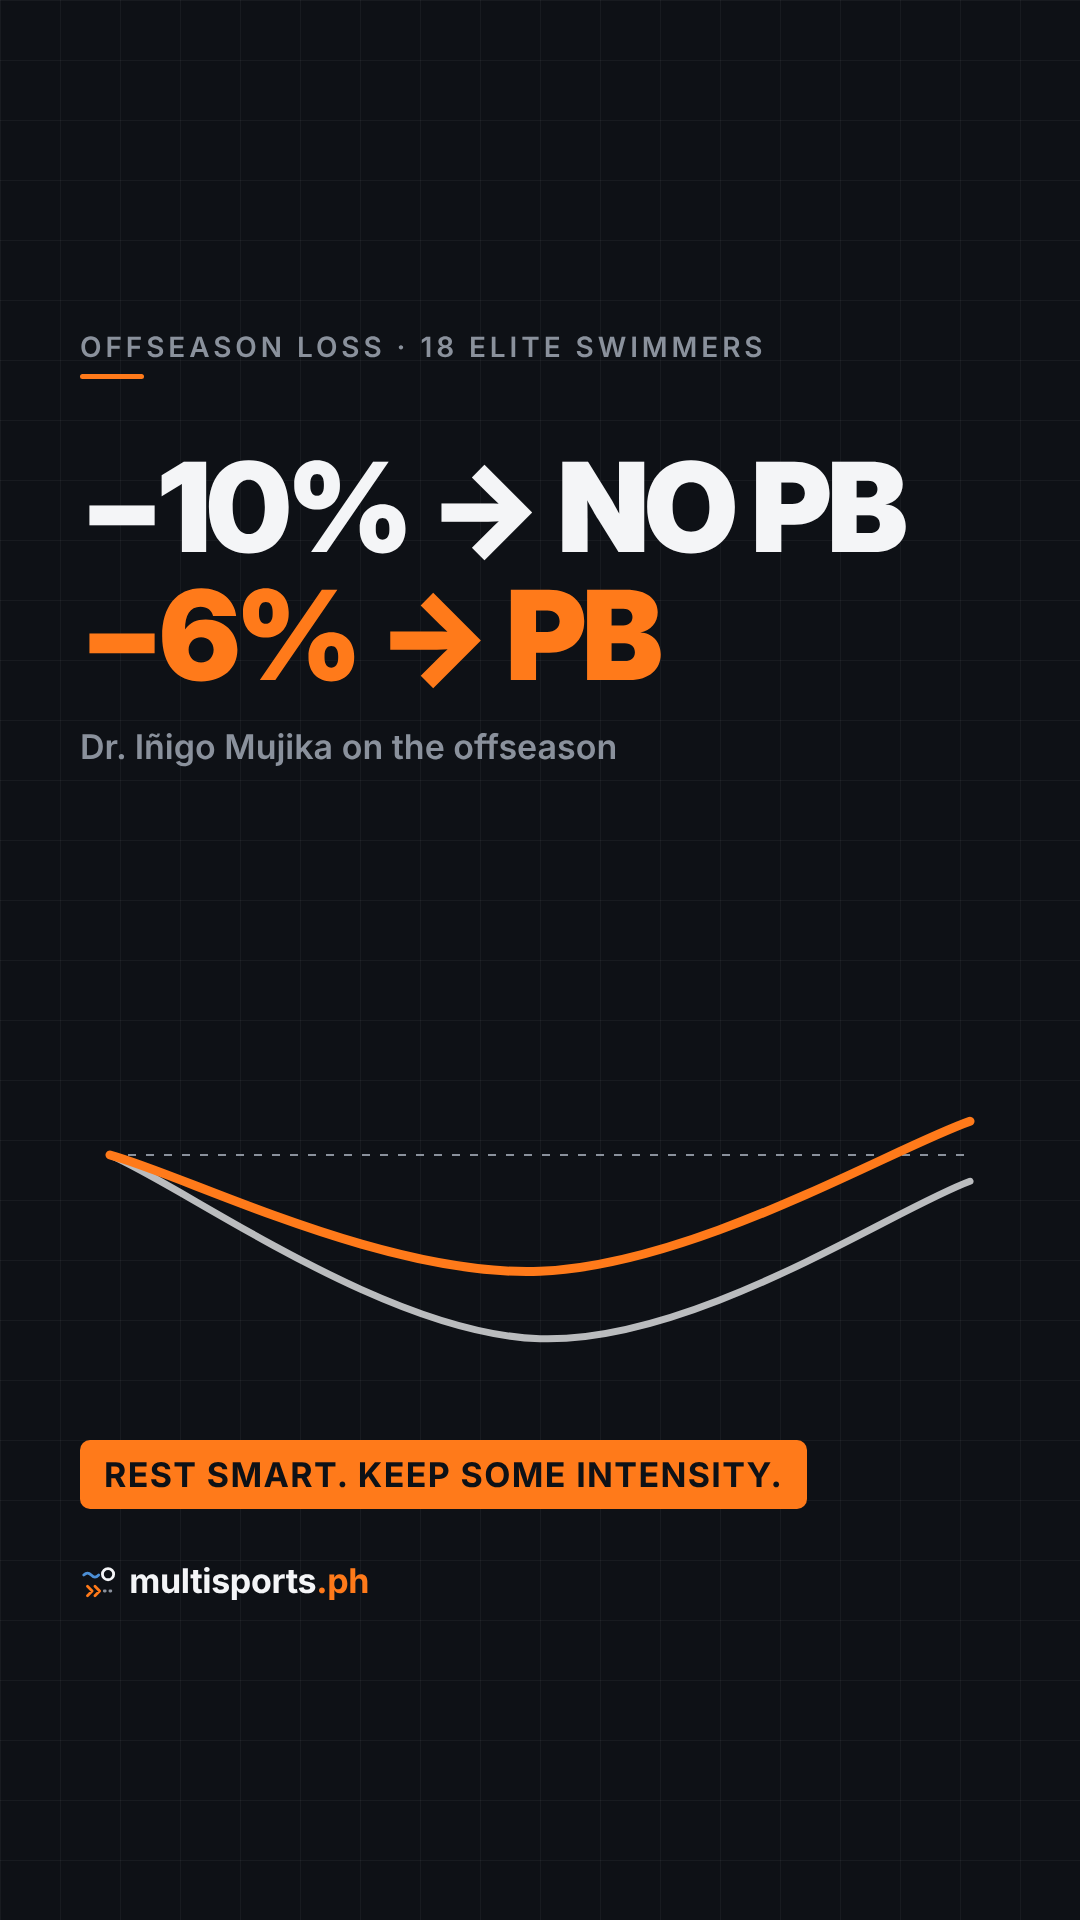 OFFSEASON LOSS · 18 ELITE SWIMMERS
–10% → NO PB
–6% → PB
Dr. Iñigo Mujika on the offseason
REST SMART. KEEP SOME INTENSITY.
multisports.ph